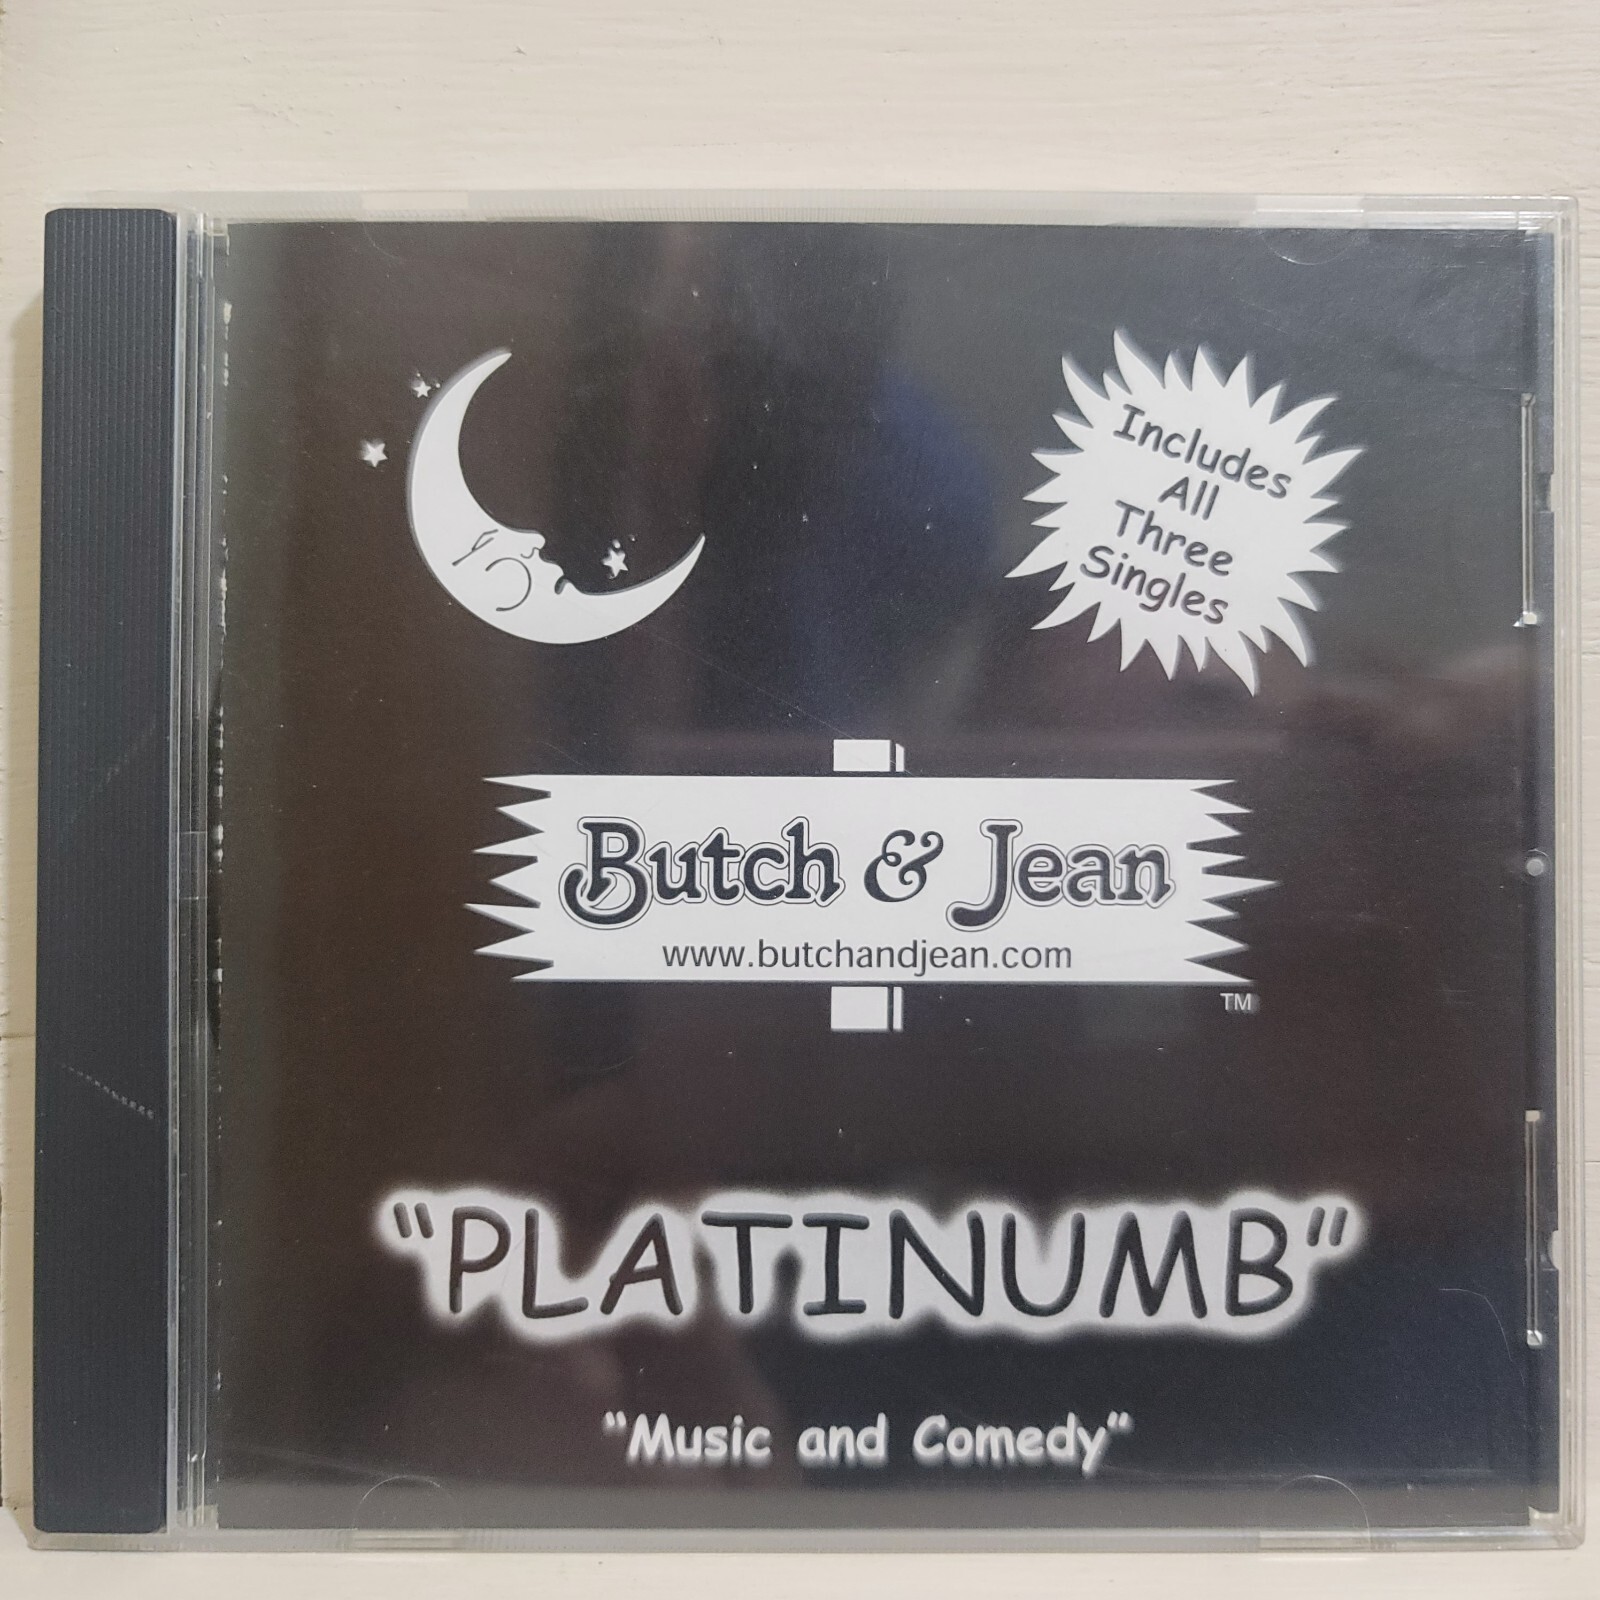 Includes
All
Three
Singles
Butch & Jean
www.butchandjean.com
TM
"PLATINUMB"
"Music and Comedy"